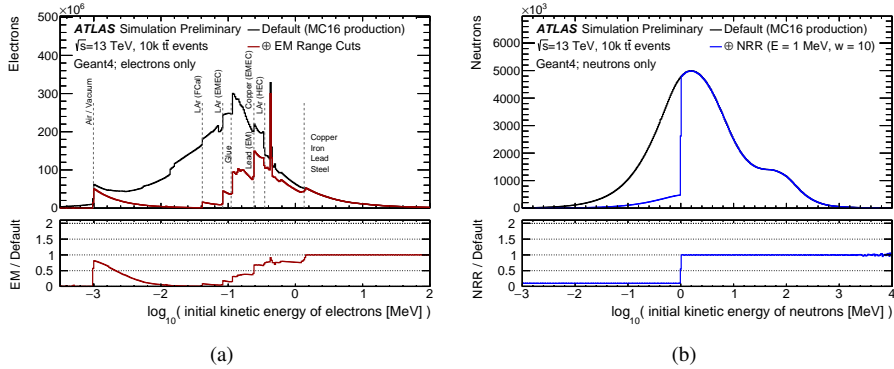 ×10⁶
Electrons
500
400
300
200
100
0
ATLAS Simulation Preliminary
√s=13 TeV, 10k tt̄ events
Geant4; electrons only
Default (MC16 production)
⊕ EM Range Cuts
Air / Vacuum
LAr (FCal)
LAr (EMEC)
Glue
Copper (EMEC)
Lead (EM)
LAr (HEC)
Copper
Iron
Lead
Steel
EM / Default
2
1.5
1
0.5
0
−3 −2 −1 0 1 2
log₁₀( initial kinetic energy of electrons [MeV] )
(a)
×10³
Neutrons
7000
6000
5000
4000
3000
2000
1000
0
ATLAS Simulation Preliminary
√s=13 TeV, 10k tt̄ events
Geant4; neutrons only
Default (MC16 production)
⊕ NRR (E = 1 MeV, w = 10)
NRR / Default
2
1.5
1
0.5
0
−3 −2 −1 0 1 2 3 4
log₁₀( initial kinetic energy of neutrons [MeV] )
(b)